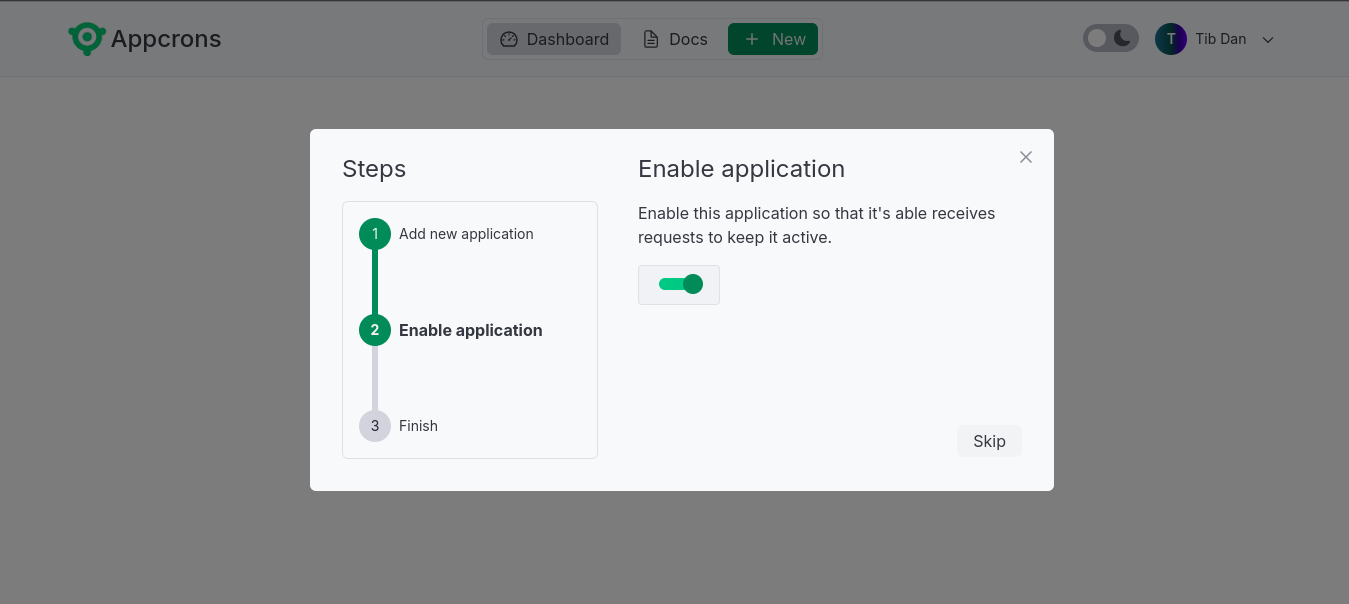 Appcrons
Dashboard
Docs
New
T
Tib Dan
Steps
1
Add new application
2
Enable application
3
Finish
Enable application
Enable this application so that it's able receives
requests to keep it active.
Skip